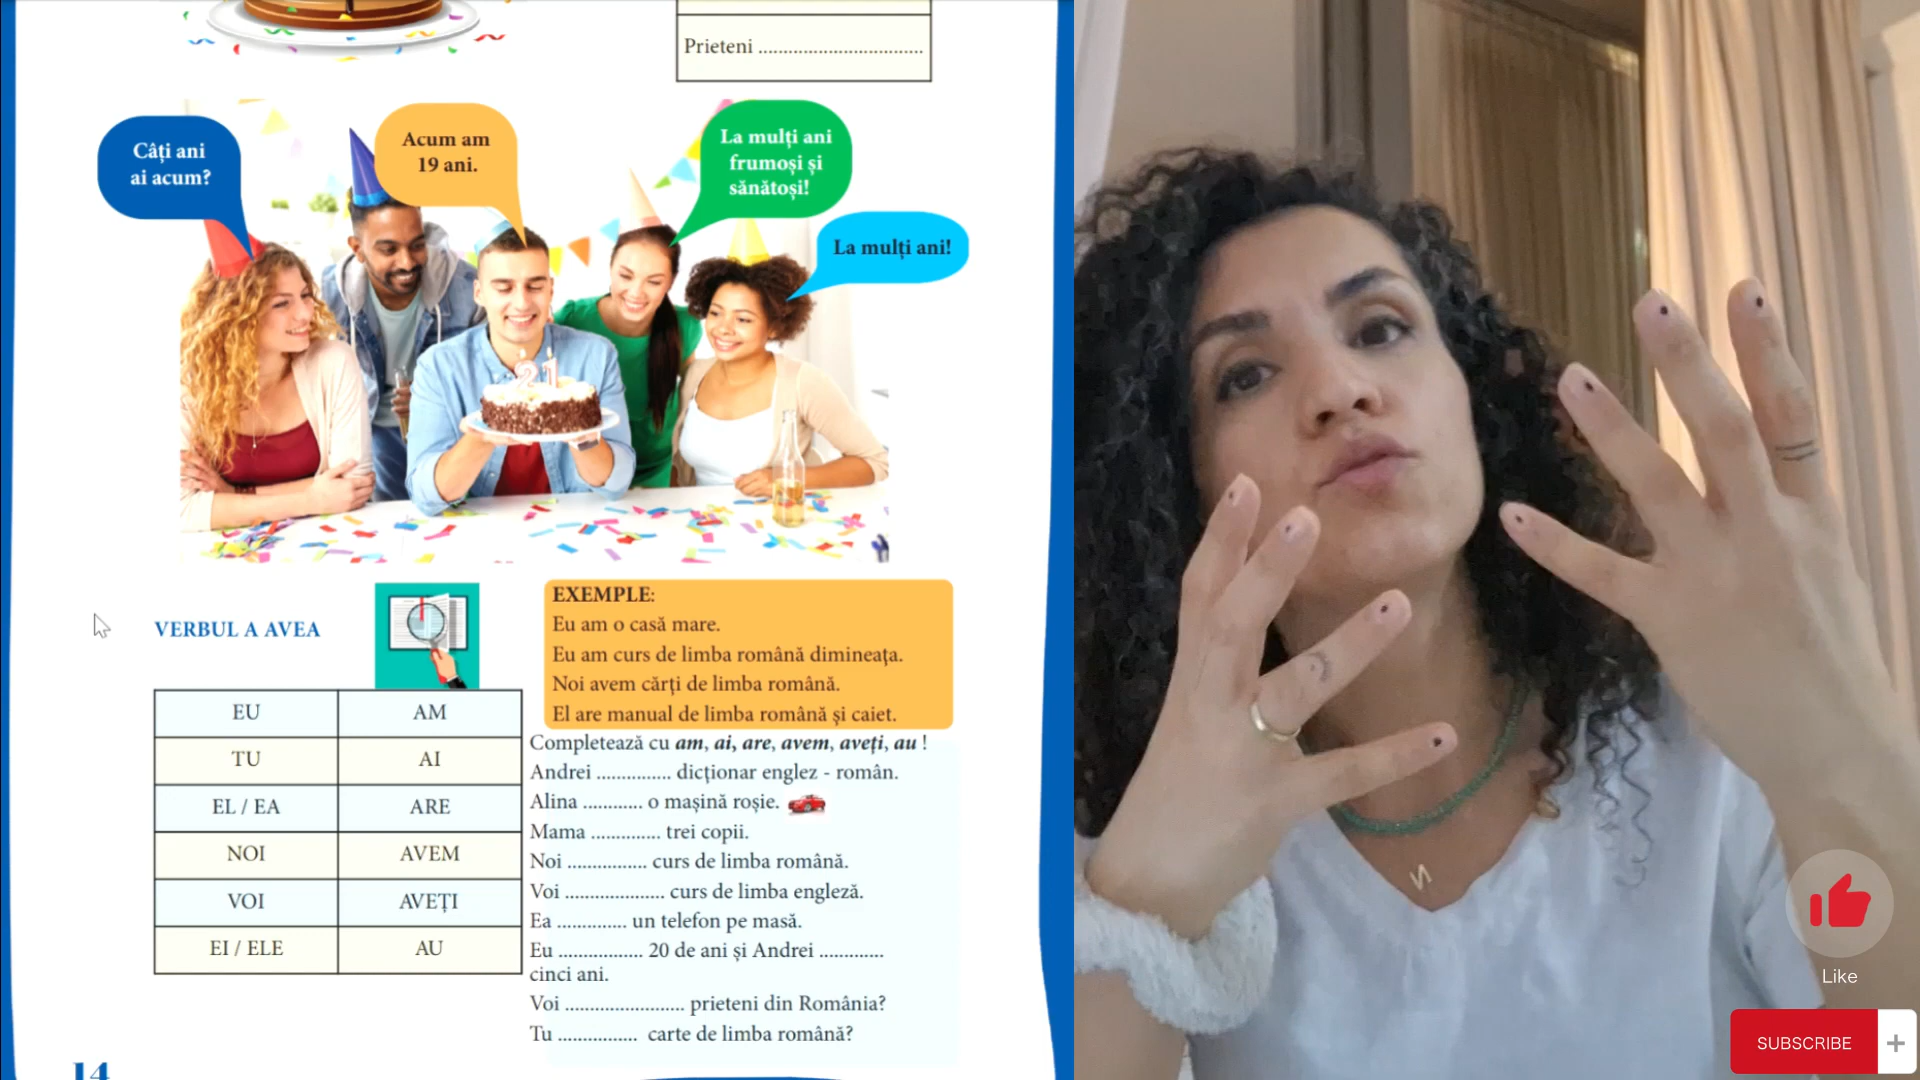 Prieteni ................................
Câți ani
ai acum?
Acum am
19 ani.
La mulți ani
frumoși și
sănătoși!
La mulți ani!
21
VERBUL A AVEA
EU AM
TU AI
EL / EA ARE
NOI AVEM
VOI AVEȚI
EI / ELE AU
EXEMPLE:
Eu am o casă mare.
Eu am curs de limba română dimineața.
Noi avem cărți de limba română.
El are manual de limba română și caiet.
Completează cu am, ai, are, avem, aveți, au !
Andrei ............... dicționar englez - român.
Alina ............ o mașină roșie.
Mama .............. trei copii.
Noi ................ curs de limba română.
Voi .................... curs de limba engleză.
Ea .............. un telefon pe masă.
Eu ................. 20 de ani și Andrei .............
cinci ani.
Voi ........................ prieteni din România?
Tu ................ carte de limba română?
14
Like
SUBSCRIBE +